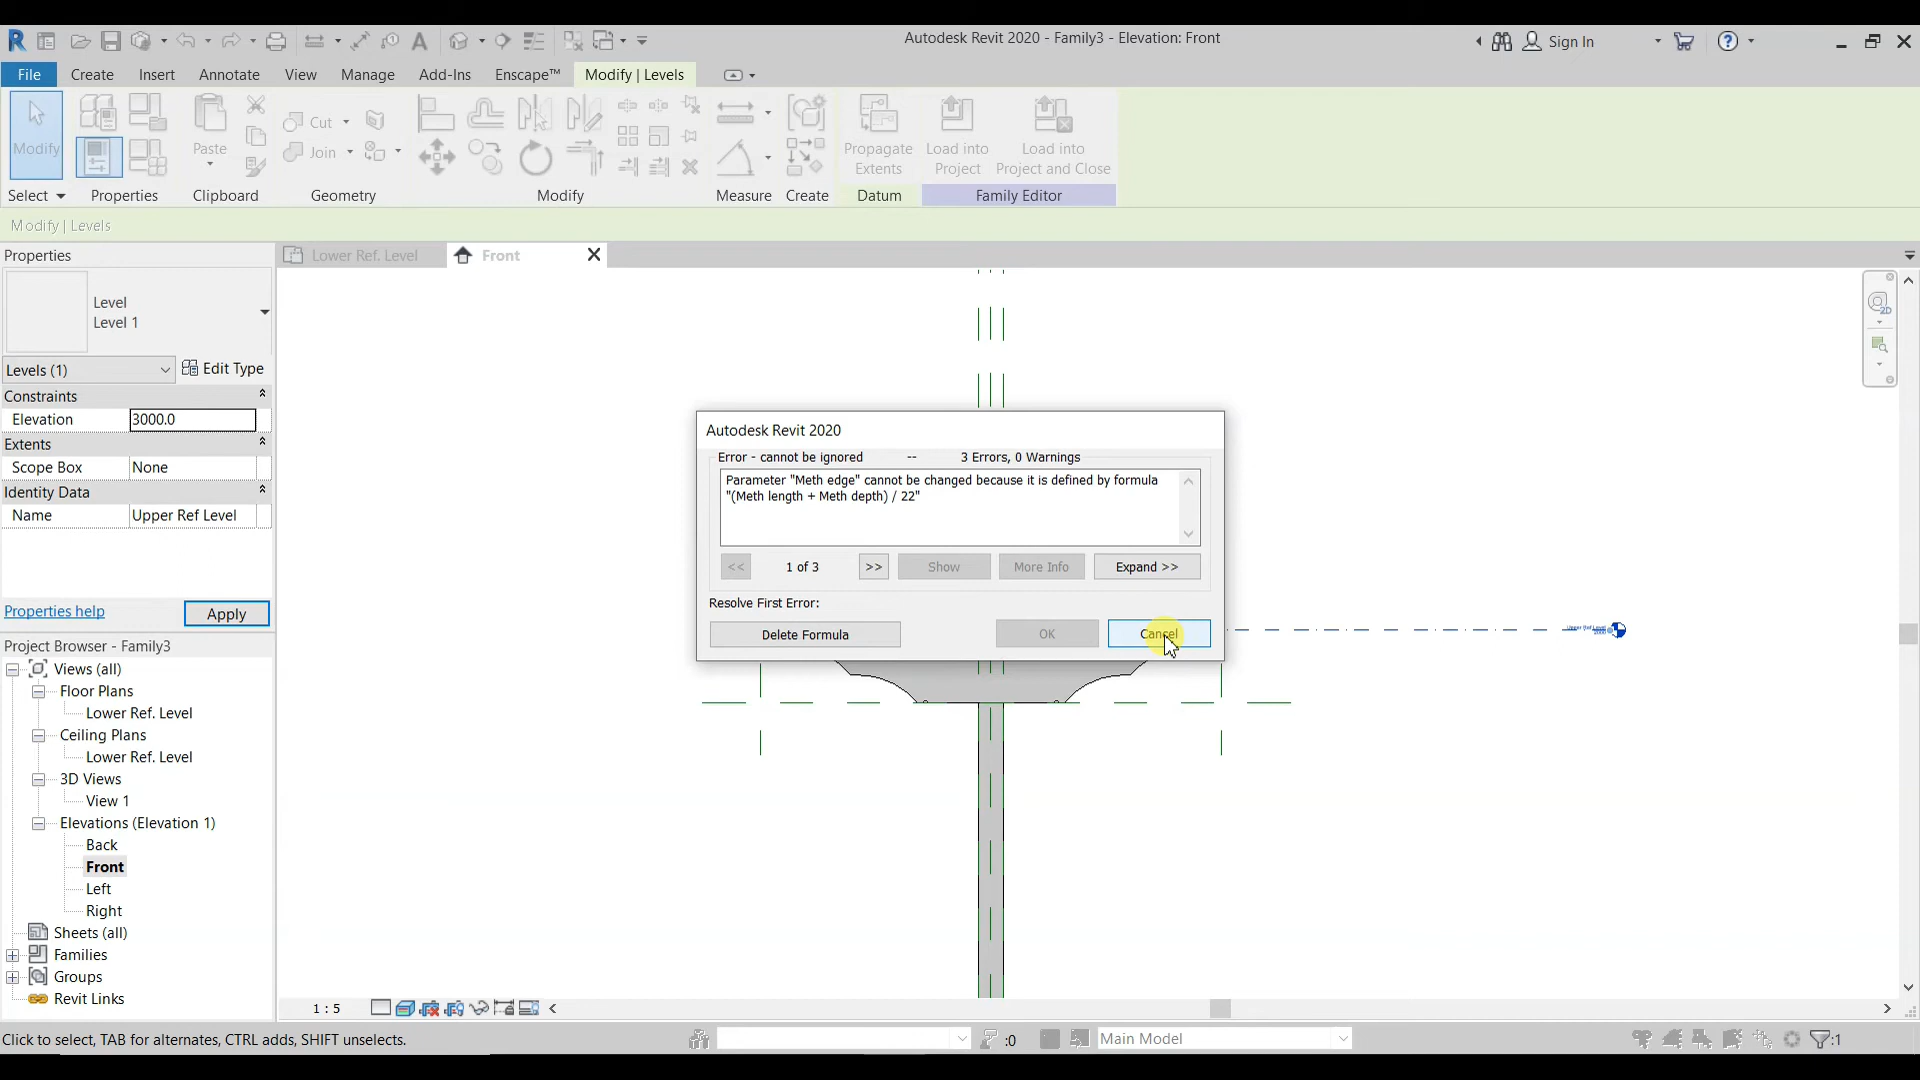 Autodesk Revit 2020 - Family3 - Elevation: Front
Sign In
File
Create
Insert
Annotate
View
Manage
Add-Ins
Enscape™
Modify | Levels
Modify
Paste
Cut
Join
Propagate
Extents
Load into
Project
Load into
Project and Close
Select
Properties
Clipboard
Geometry
Modify
Measure
Create
Datum
Family Editor
Modify | Levels
Properties
Lower Ref. Level
Front
Level
Level 1
Levels (1)
Edit Type
Constraints
Elevation 3000.0
Extents
Scope Box None
Identity Data
Name Upper Ref Level
Properties help
Apply
Autodesk Revit 2020
Error - cannot be ignored -- 3 Errors, 0 Warnings
Parameter "Meth edge" cannot be changed because it is defined by formula
"(Meth length + Meth depth) / 22"
<< 1 of 3 >> Show More Info Expand >>
Resolve First Error:
Delete Formula
OK
Cancel
Project Browser - Family3
Views (all)
Floor Plans
Lower Ref. Level
Ceiling Plans
Lower Ref. Level
3D Views
View 1
Elevations (Elevation 1)
Back
Front
Left
Right
Sheets (all)
Families
Groups
Revit Links
1 : 5
Click to select, TAB for alternates, CTRL adds, SHIFT unselects.
:0
Main Model
:1